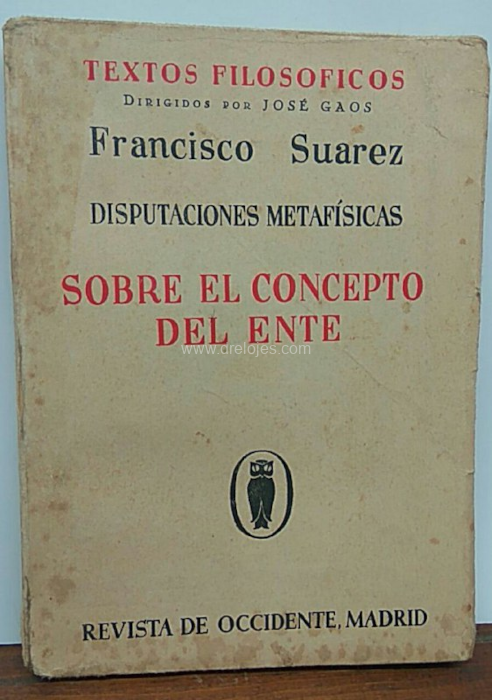 TEXTOS FILOSOFICOS
DIRIGIDOS POR JOSÉ GAOS
Francisco Suarez
DISPUTACIONES METAFÍSICAS
SOBRE EL CONCEPTO
DEL ENTE
www.drelojes.com
REVISTA DE OCCIDENTE, MADRID